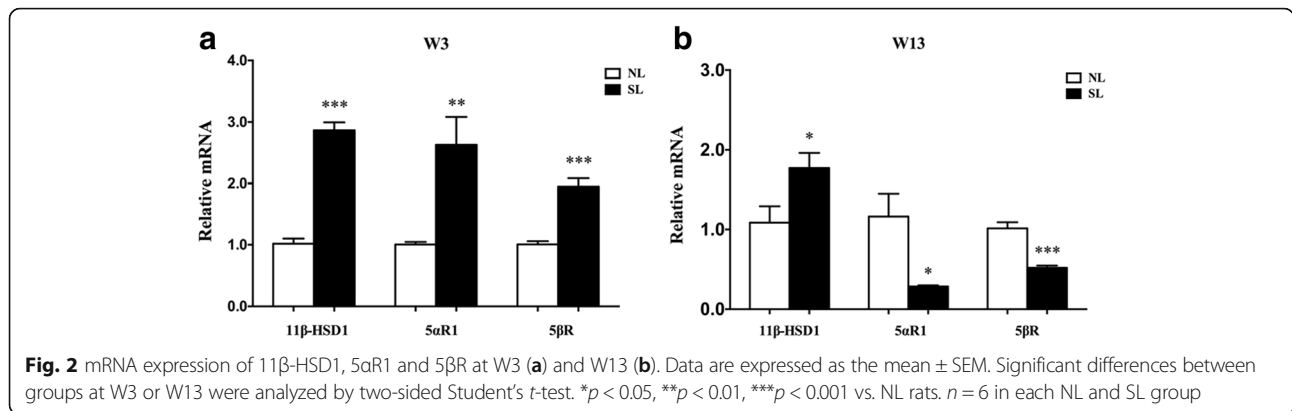 a
W3
NL
SL
Relative mRNA
4.0
3.0
2.0
1.0
0.0
***
**
***
11β-HSD1 5αR1 5βR
b
W13
NL
SL
Relative mRNA
3.0
2.0
1.0
0.0
*
*
***
11β-HSD1 5αR1 5βR
Fig. 2 mRNA expression of 11β-HSD1, 5αR1 and 5βR at W3 (a) and W13 (b). Data are expressed as the mean ± SEM. Significant differences between
groups at W3 or W13 were analyzed by two-sided Student's t-test. *p < 0.05, **p < 0.01, ***p < 0.001 vs. NL rats. n = 6 in each NL and SL group